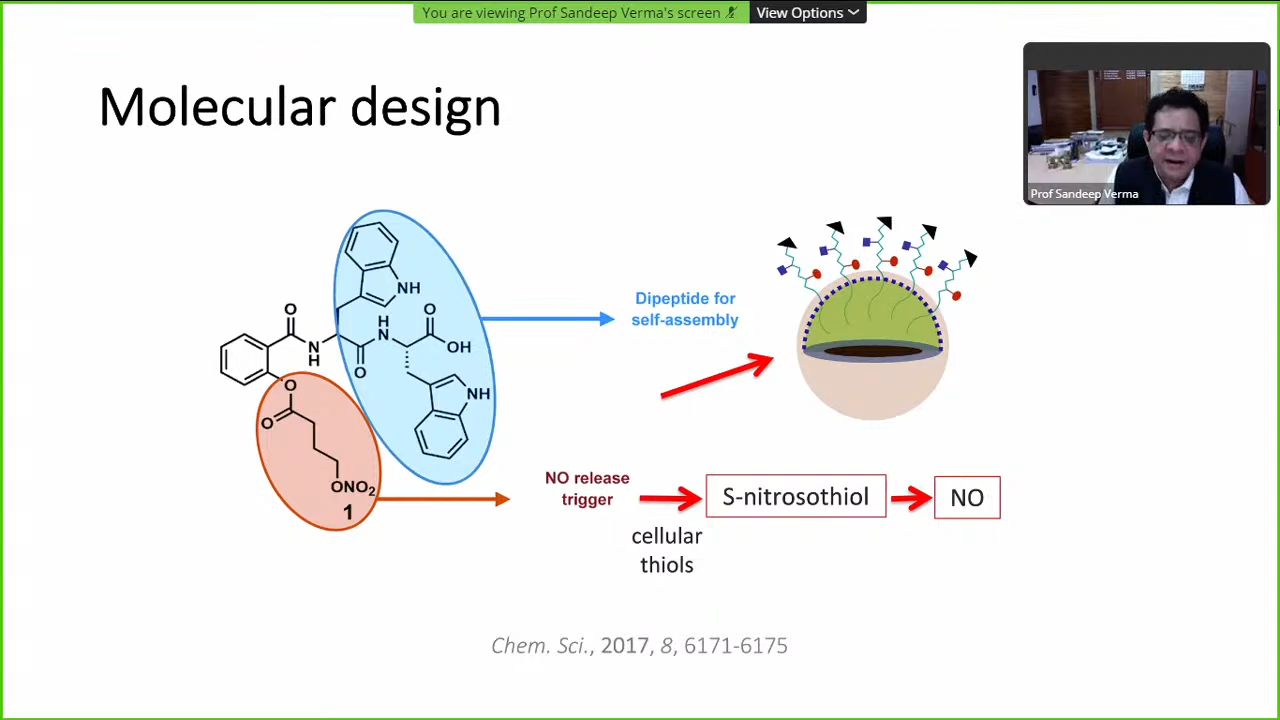 You are viewing Prof Sandeep Verma's screen
View Options
Molecular design
Prof Sandeep Verma
NH
O
H
N
O
OH
N
H
O
O
NH
O
ONO2
1
Dipeptide for
self-assembly
NO release
trigger
cellular
thiols
S-nitrosothiol
NO
Chem. Sci., 2017, 8, 6171-6175